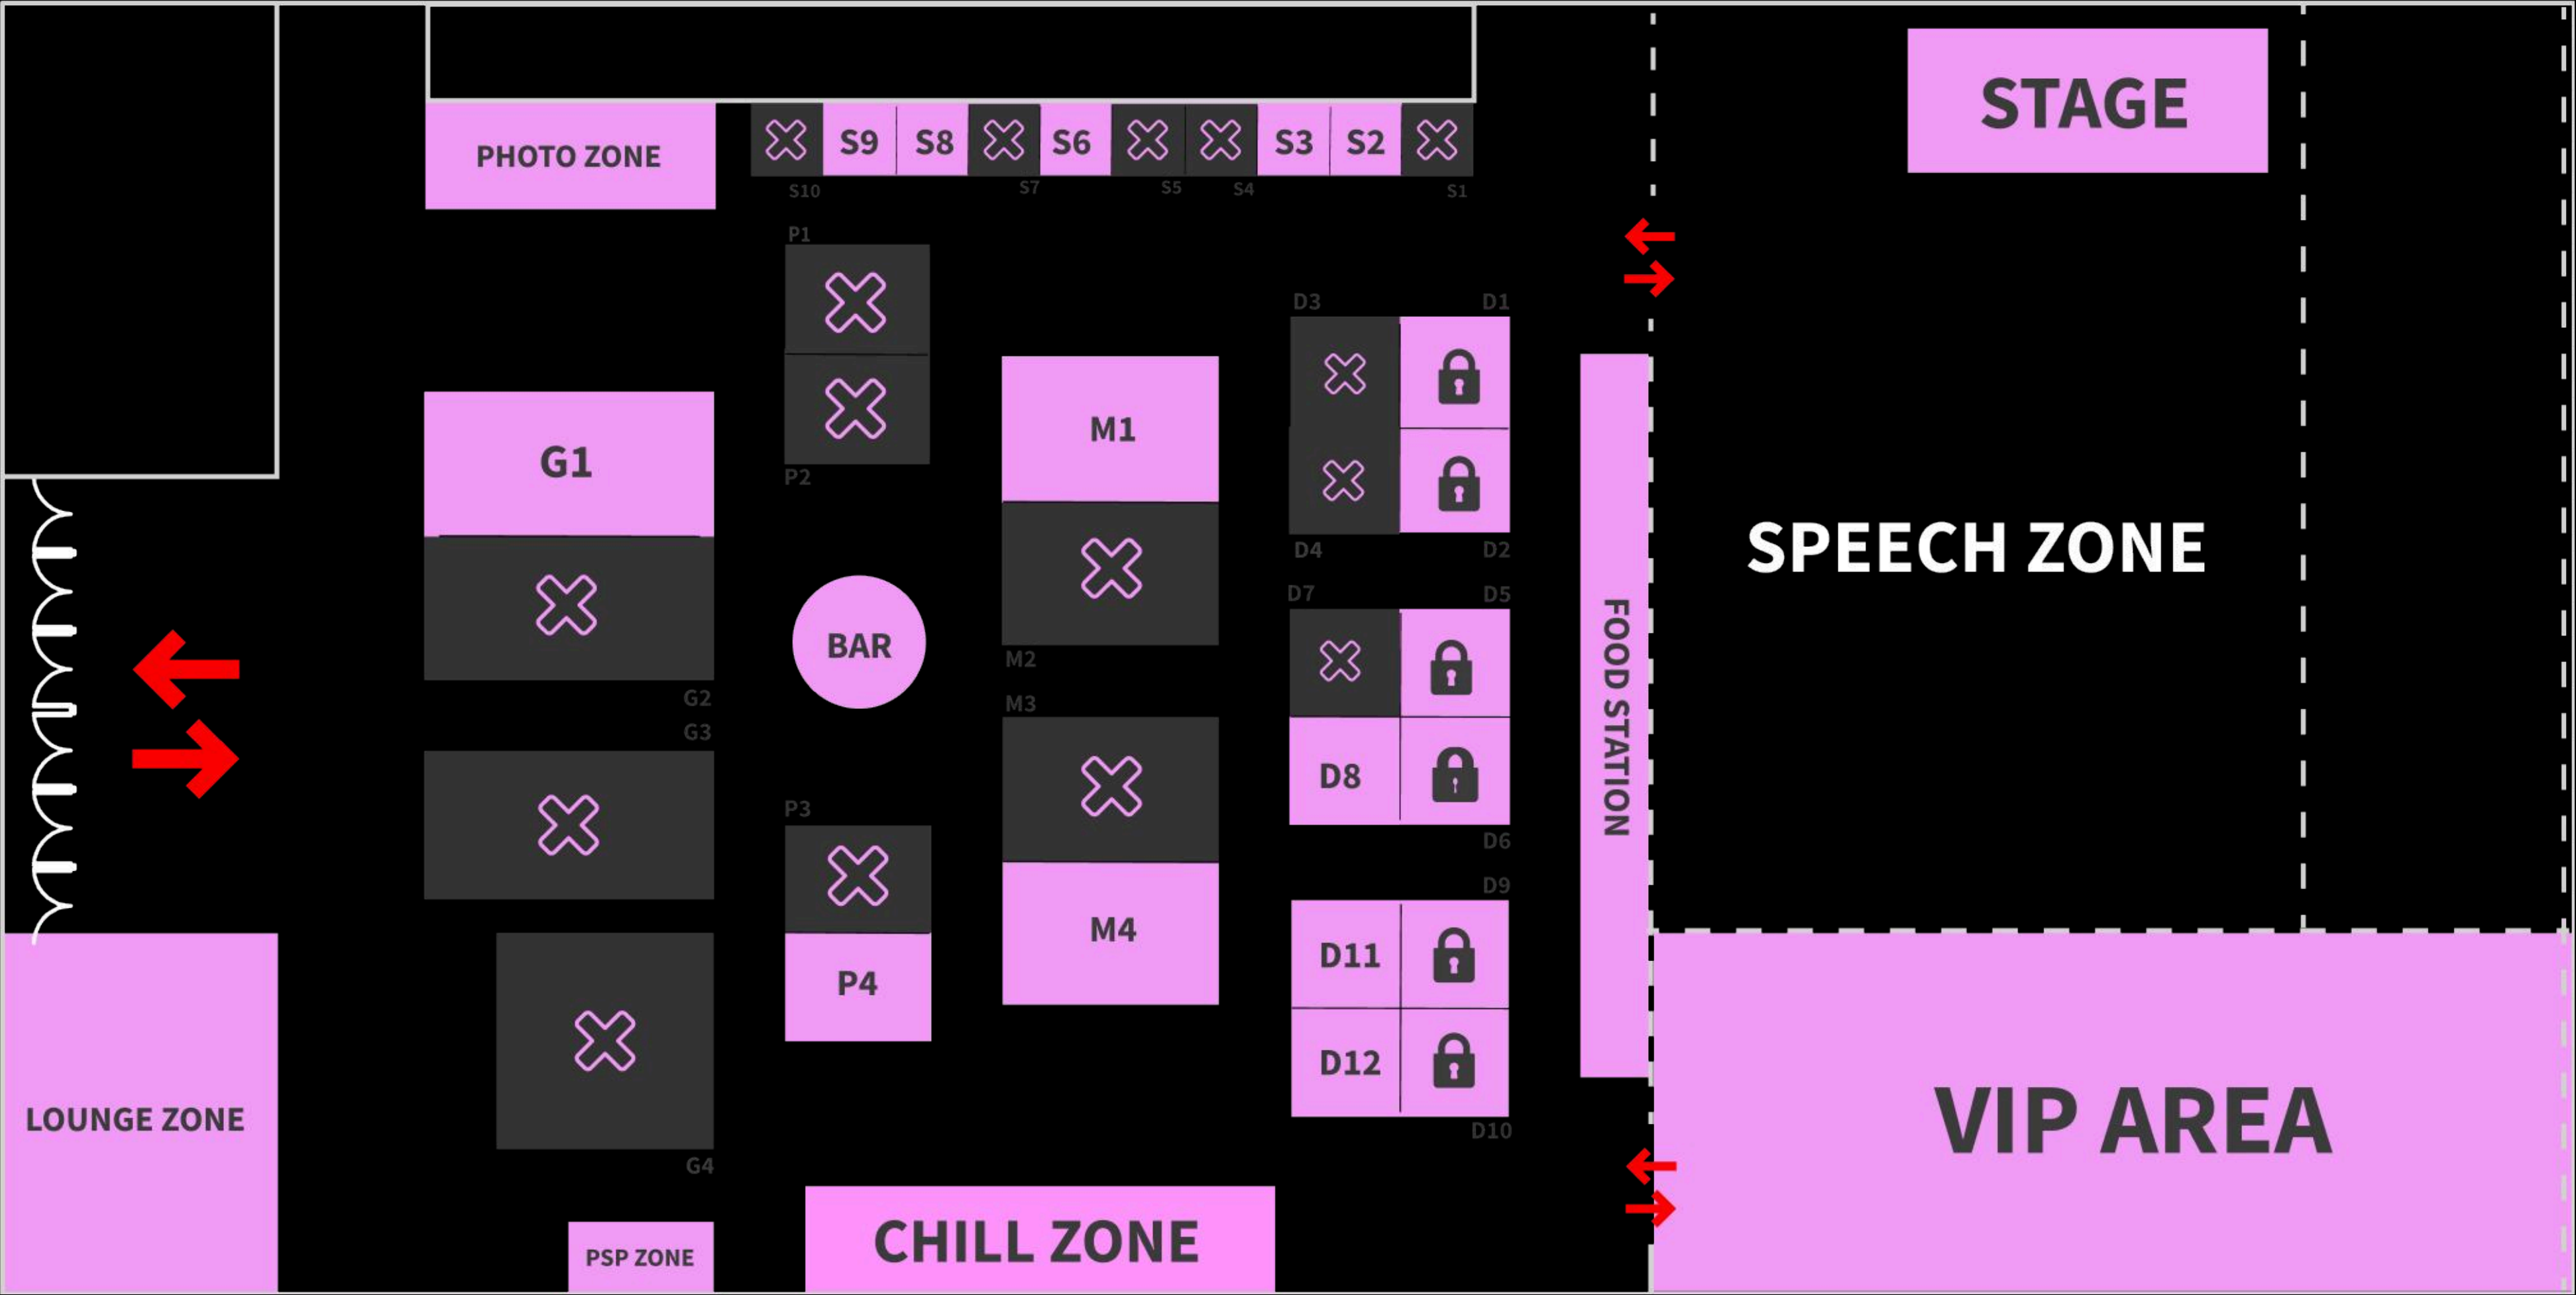 STAGE
PHOTO ZONE
S9
S8
S6
S3
S2
S10
S7
S5
S4
S1
P1
D3
D1
M1
G1
P2
SPEECH ZONE
D4
D2
D7
D5
FOOD STATION
BAR
M2
G2
M3
G3
D8
P3
D6
D9
M4
D11
P4
D12
LOUNGE ZONE
VIP AREA
D10
G4
CHILL ZONE
PSP ZONE